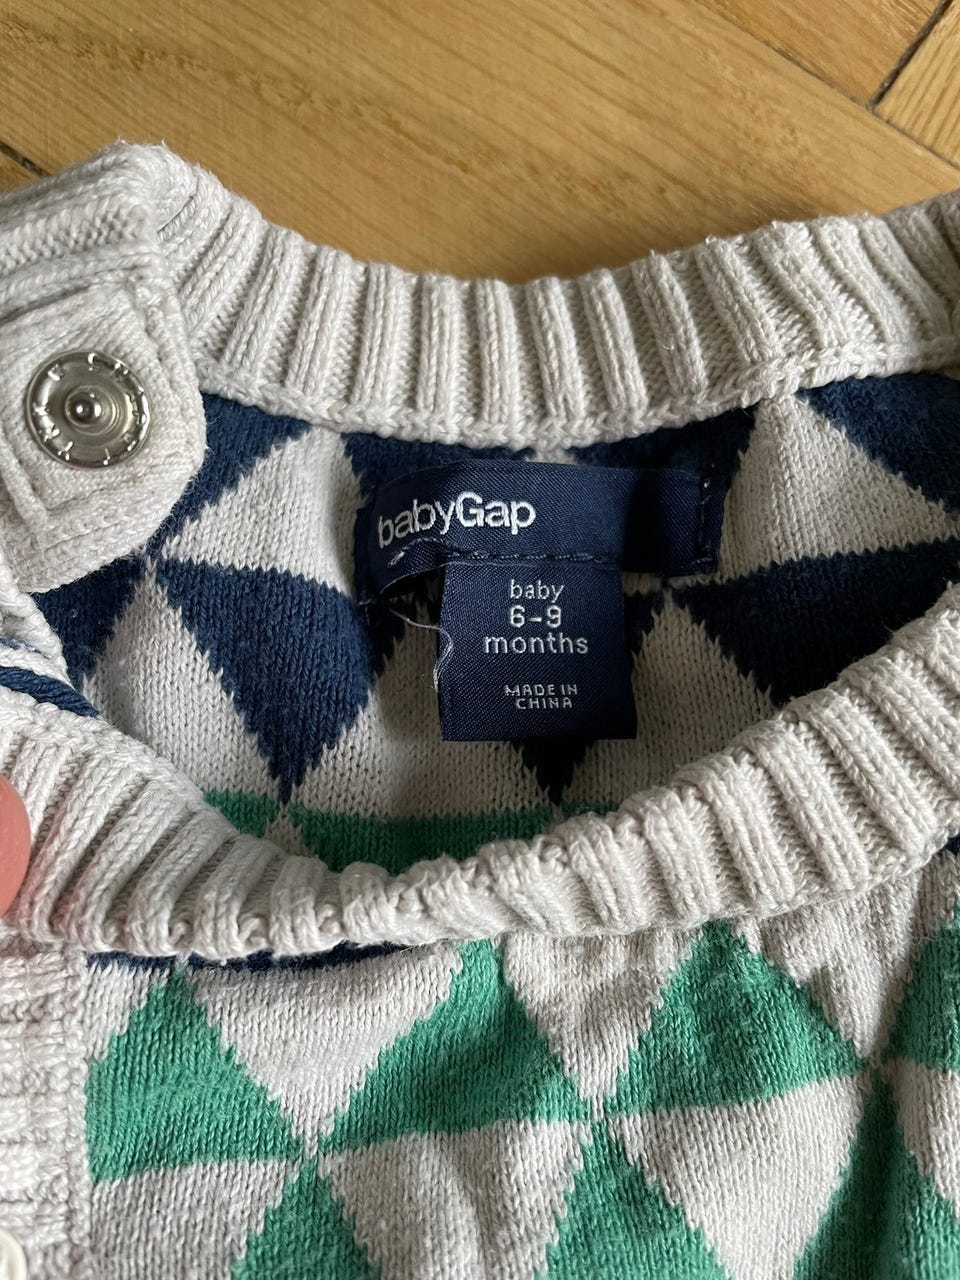 babyGap
baby
6-9
months
MADE IN
CHINA